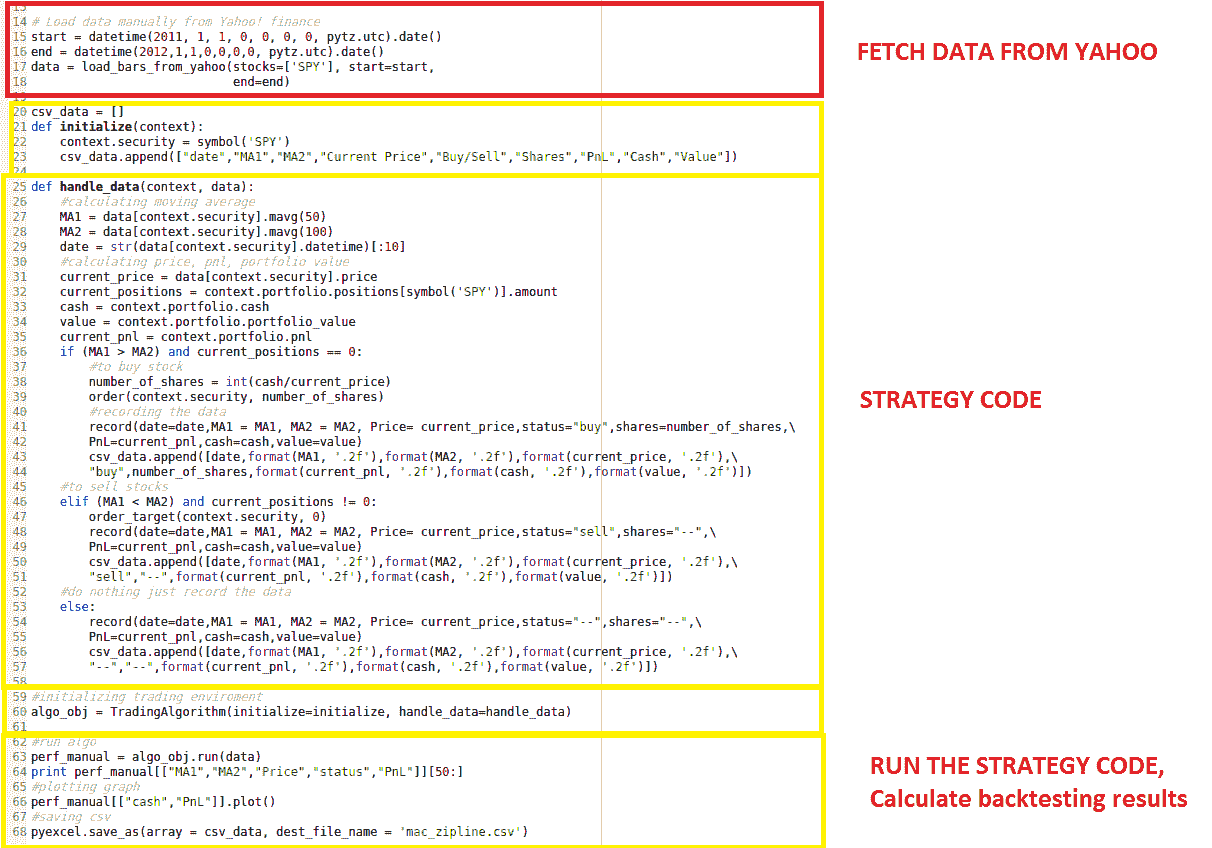 13
14 # Load data manually from Yahoo! finance
15 start = datetime(2011, 1, 1, 0, 0, 0, 0, pytz.utc).date()
16 end = datetime(2012,1,1,0,0,0,0, pytz.utc).date()
17 data = load_bars_from_yahoo(stocks=['SPY'], start=start,
18                             end=end)
19
FETCH DATA FROM YAHOO
20 csv_data = []
21 def initialize(context):
22     context.security = symbol('SPY')
23     csv_data.append(["date","MA1","MA2","Current Price","Buy/Sell","Shares","PnL","Cash","Value"])
24
25 def handle_data(context, data):
26     #calculating moving average
27     MA1 = data[context.security].mavg(50)
28     MA2 = data[context.security].mavg(100)
29     date = str(data[context.security].datetime)[:10]
30     #calculating price, pnl, portfolio value
31     current_price = data[context.security].price
32     current_positions = context.portfolio.positions[symbol('SPY')].amount
33     cash = context.portfolio.cash
34     value = context.portfolio.portfolio_value
35     current_pnl = context.portfolio.pnl
36     if (MA1 > MA2) and current_positions == 0:
37         #to buy stock
38         number_of_shares = int(cash/current_price)
39         order(context.security, number_of_shares)
40         #recording the data
41         record(date=date,MA1 = MA1, MA2 = MA2, Price= current_price,status="buy",shares=number_of_shares,\
42         PnL=current_pnl,cash=cash,value=value)
43         csv_data.append([date,format(MA1, '.2f'),format(MA2, '.2f'),format(current_price, '.2f'),\
44         "buy",number_of_shares,format(current_pnl, '.2f'),format(cash, '.2f'),format(value, '.2f')])
45     #to sell stocks
46     elif (MA1 < MA2) and current_positions != 0:
47         order_target(context.security, 0)
48         record(date=date,MA1 = MA1, MA2 = MA2, Price= current_price,status="sell",shares="--",\
49         PnL=current_pnl,cash=cash,value=value)
50         csv_data.append([date,format(MA1, '.2f'),format(MA2, '.2f'),format(current_price, '.2f'),\
51         "sell","--",format(current_pnl, '.2f'),format(cash, '.2f'),format(value, '.2f')])
52     #do nothing just record the data
53     else:
54         record(date=date,MA1 = MA1, MA2 = MA2, Price= current_price,status="--",shares="--",\
55         PnL=current_pnl,cash=cash,value=value)
56         csv_data.append([date,format(MA1, '.2f'),format(MA2, '.2f'),format(current_price, '.2f'),\
57         "--","--",format(current_pnl, '.2f'),format(cash, '.2f'),format(value, '.2f')])
58
STRATEGY CODE
59 #initializing trading enviroment
60 algo_obj = TradingAlgorithm(initialize=initialize, handle_data=handle_data)
61
62 #run algo
63 perf_manual = algo_obj.run(data)
64 print perf_manual[["MA1","MA2","Price","status","PnL"]][50:]
65 #plotting graph
66 perf_manual[["cash","PnL"]].plot()
67 #saving csv
68 pyexcel.save_as(array = csv_data, dest_file_name = 'mac_zipline.csv')
RUN THE STRATEGY CODE,
Calculate backtesting results